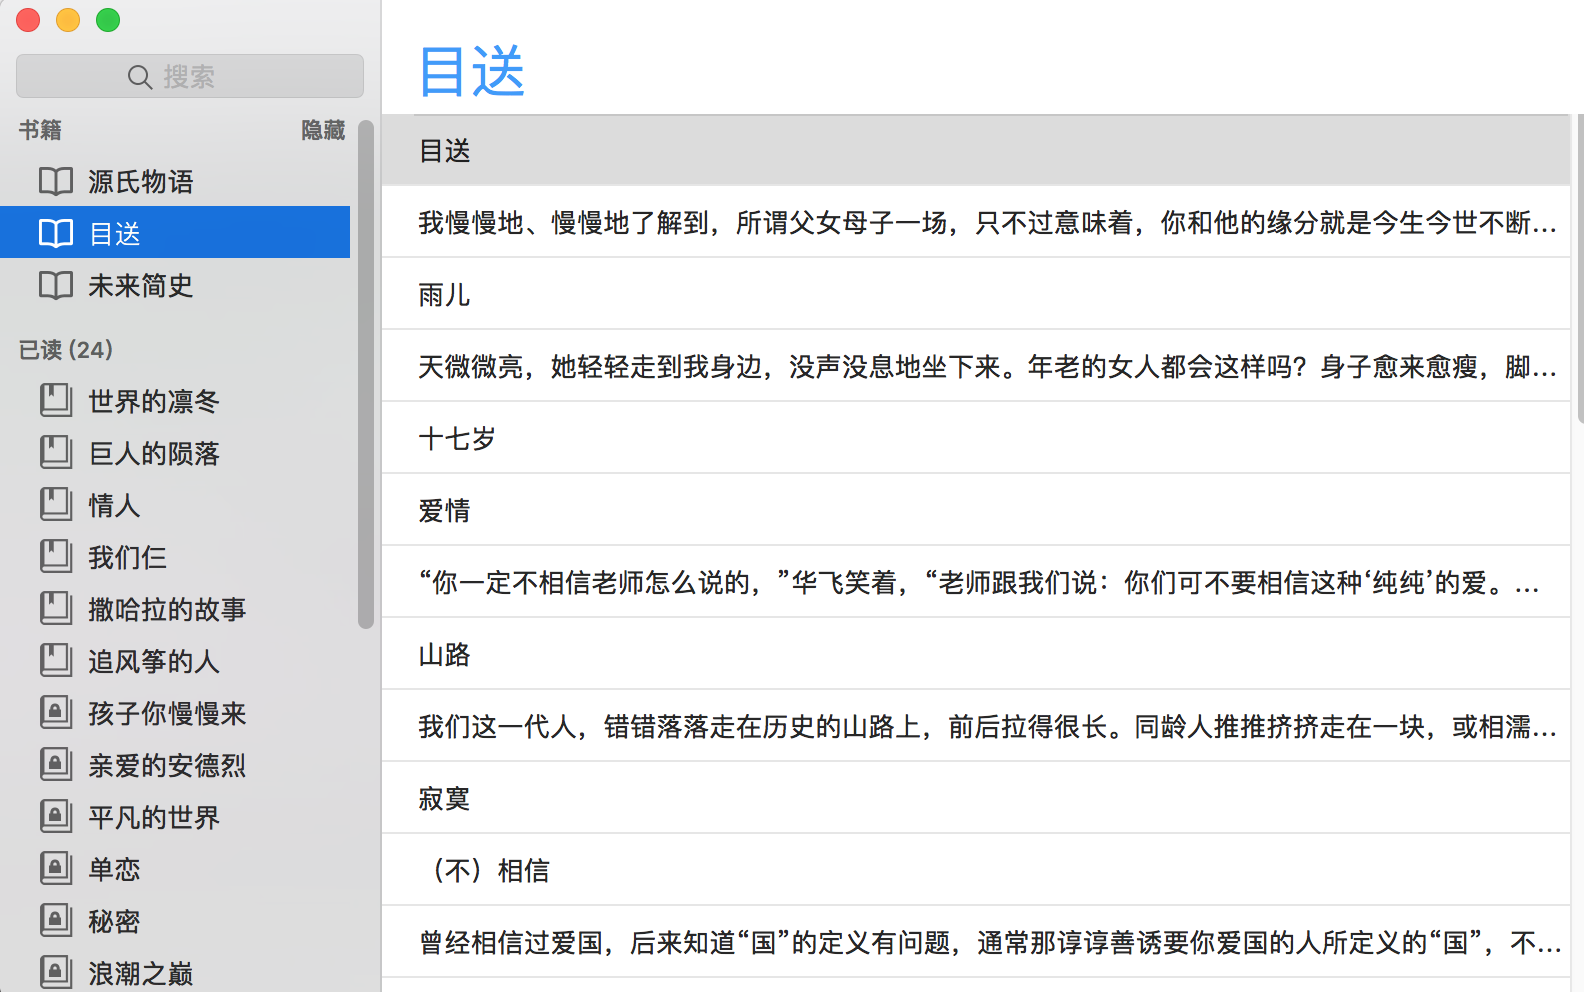 搜索
书籍 隐藏
源氏物语
目送
未来简史
已读 (24)
世界的凛冬
巨人的陨落
情人
我们仨
撒哈拉的故事
追风筝的人
孩子你慢慢来
亲爱的安德烈
平凡的世界
单恋
秘密
浪潮之巅
目送
目送
我慢慢地、慢慢地了解到，所谓父女母子一场，只不过意味着，你和他的缘分就是今生今世不断…
雨儿
天微微亮，她轻轻走到我身边，没声没息地坐下来。年老的女人都会这样吗？身子愈来愈瘦，脚…
十七岁
爱情
“你一定不相信老师怎么说的，”华飞笑着，“老师跟我们说：你们可不要相信这种‘纯纯’的爱。…
山路
我们这一代人，错错落落走在历史的山路上，前后拉得很长。同龄人推推挤挤走在一块，或相濡…
寂寞
（不）相信
曾经相信过爱国，后来知道“国”的定义有问题，通常那谆谆善诱要你爱国的人所定义的“国”，不…